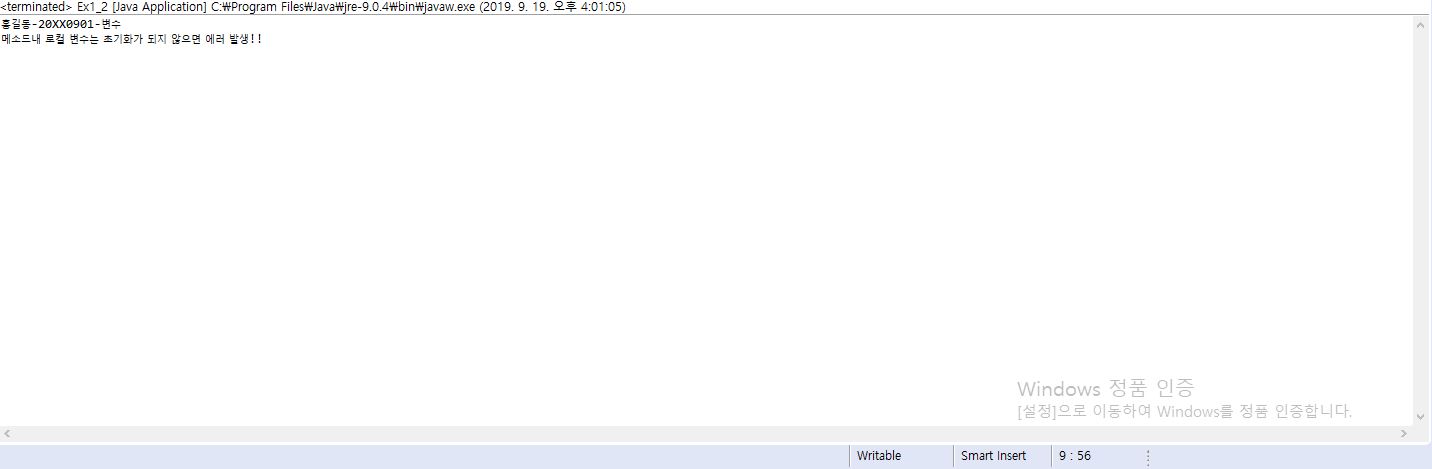 <terminated> Ex1_2 [Java Application] C:₩Program Files₩Java₩jre-9.0.4₩bin₩javaw.exe (2019. 9. 19. 오후 4:01:05)
홍길동-20XX0901-변수
메소드내 로컬 변수는 초기화가 되지 않으면 에러 발생!!
Windows 정품 인증
[설정]으로 이동하여 Windows를 정품 인증합니다.
Writable Smart Insert 9 : 56